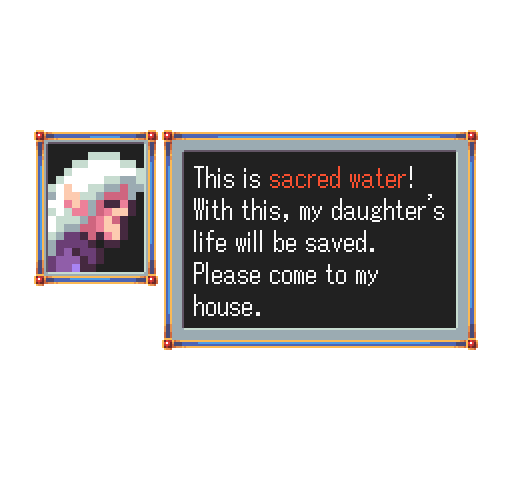 This is sacred water!
With this, my daughter's
life will be saved.
Please come to my
house.